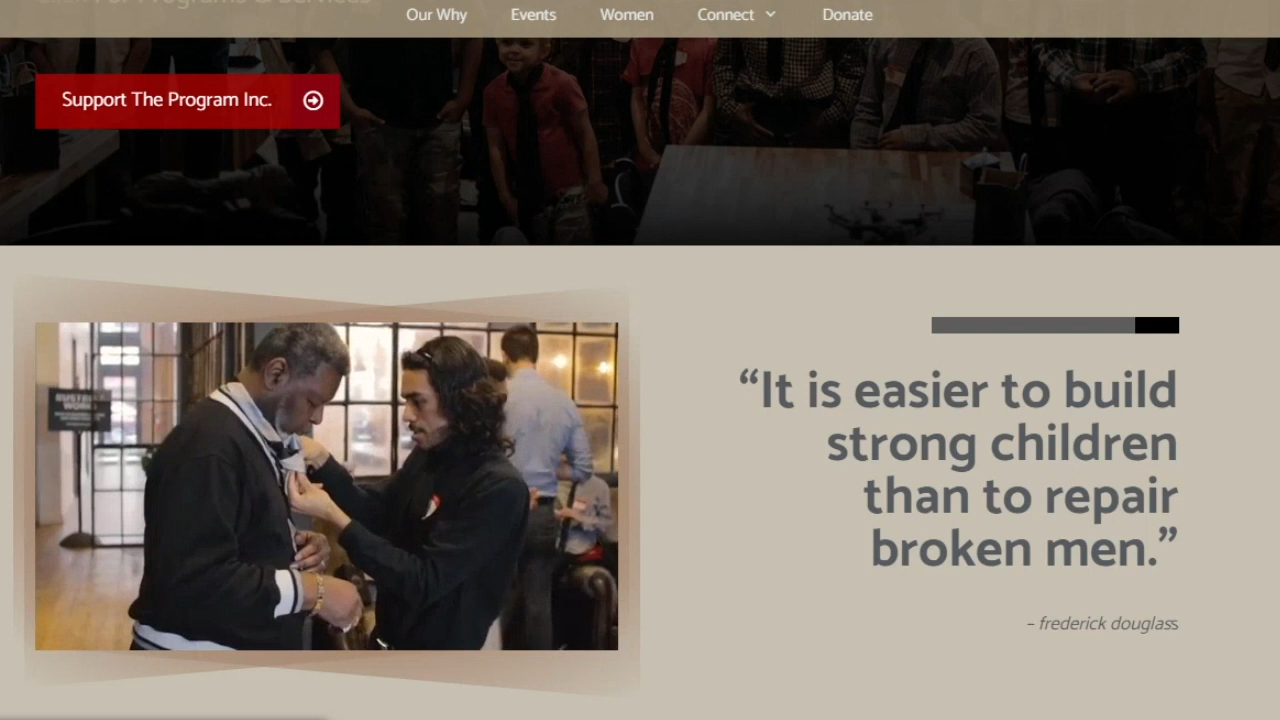 Our Why Events Women Connect Donate
Support The Program Inc.
“It is easier to build
strong children
than to repair
broken men.”
– frederick douglass